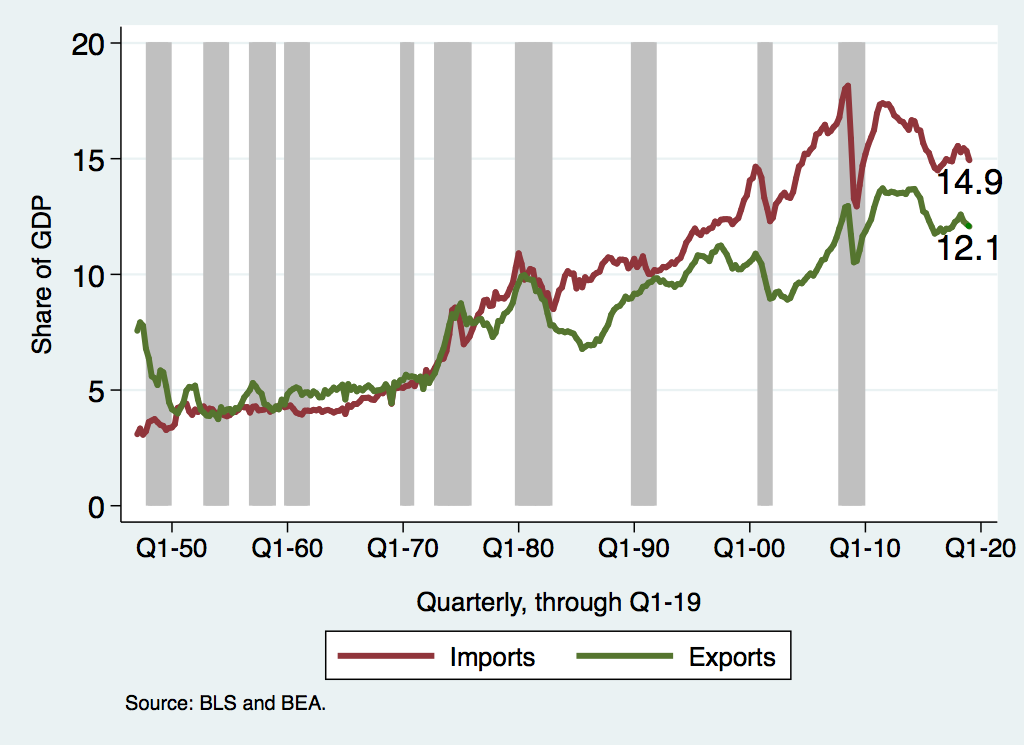 20
15
10
5
0
Share of GDP
14.9
12.1
Q1-50 Q1-60 Q1-70 Q1-80 Q1-90 Q1-00 Q1-10 Q1-20
Quarterly, through Q1-19
Imports Exports
Source: BLS and BEA.